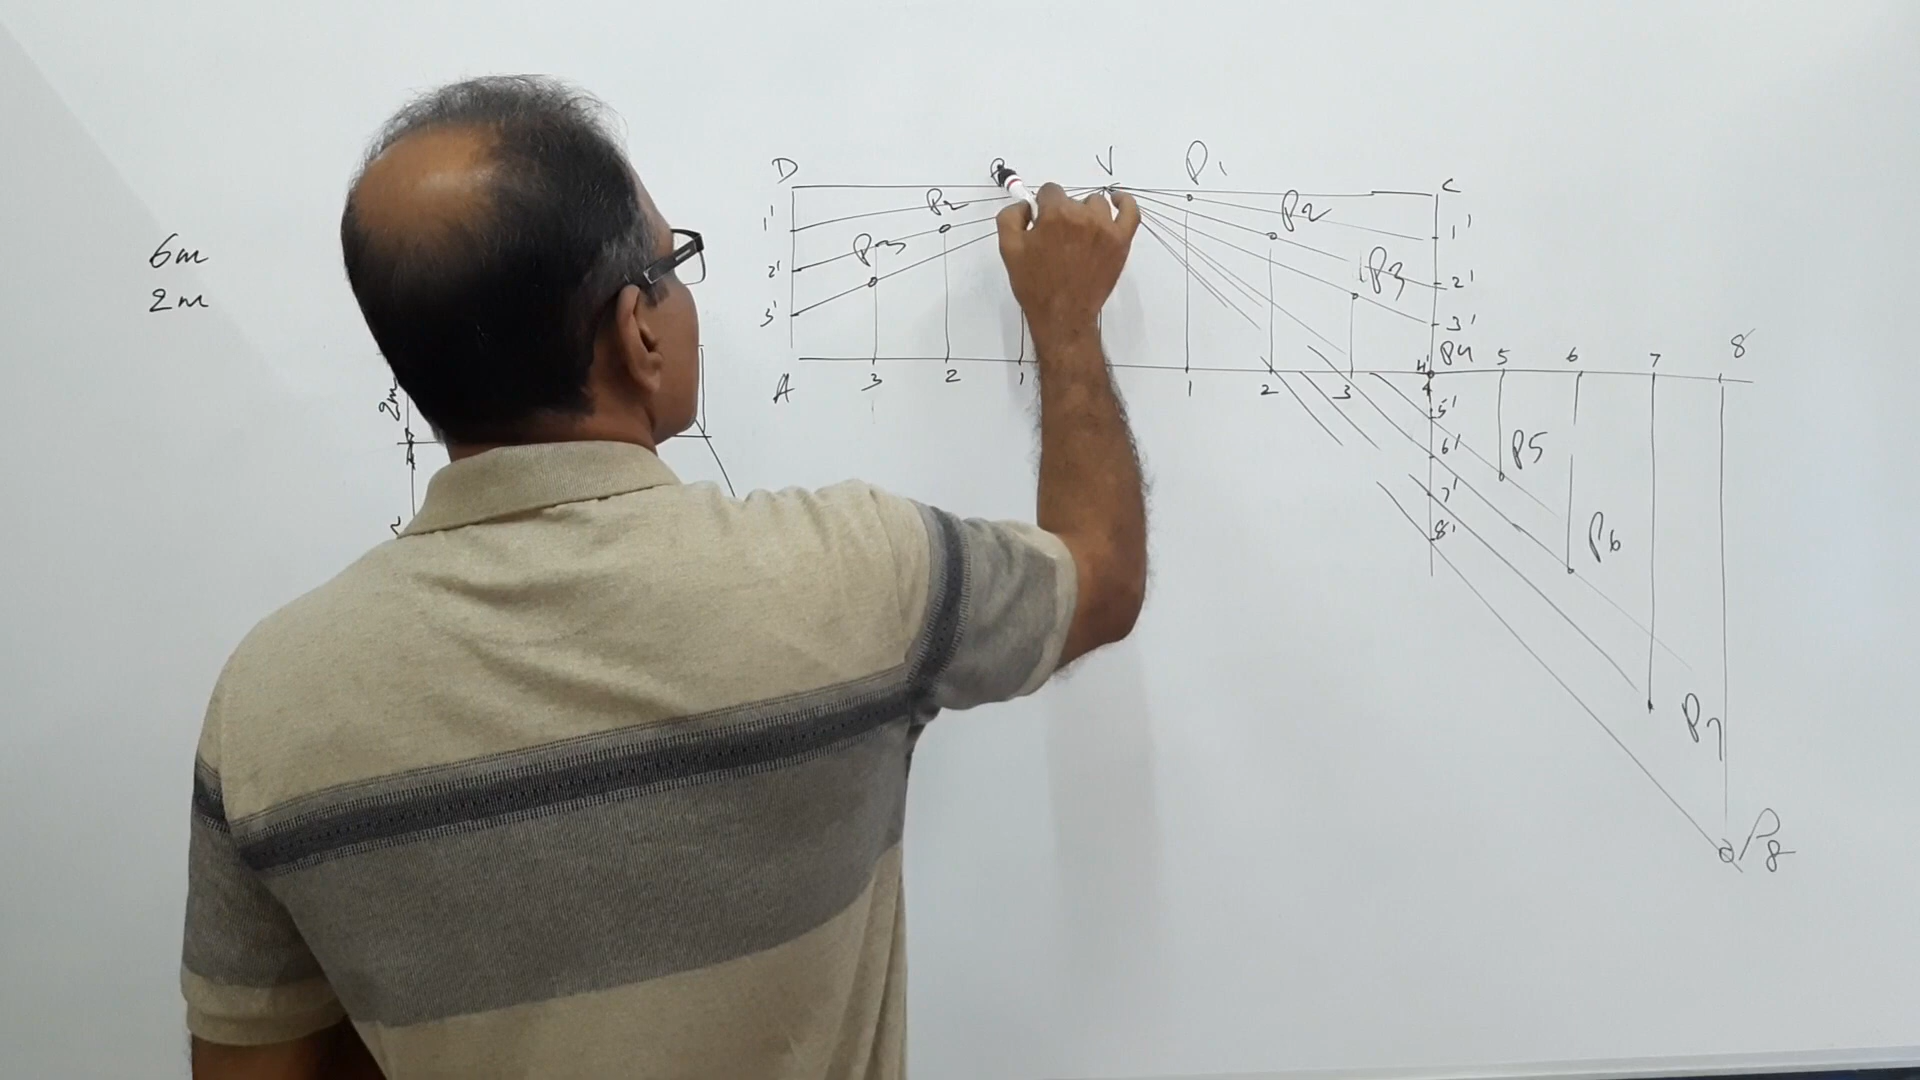 6m
2m
2m
D P V P1 C
1' P2 P2 1'
2' P3 P3 2'
3' 3'
A 3 2 1 1 2 3 4' P4 5 6 7 8
4
5'
6' P5
7'
8' P6
P7
P8